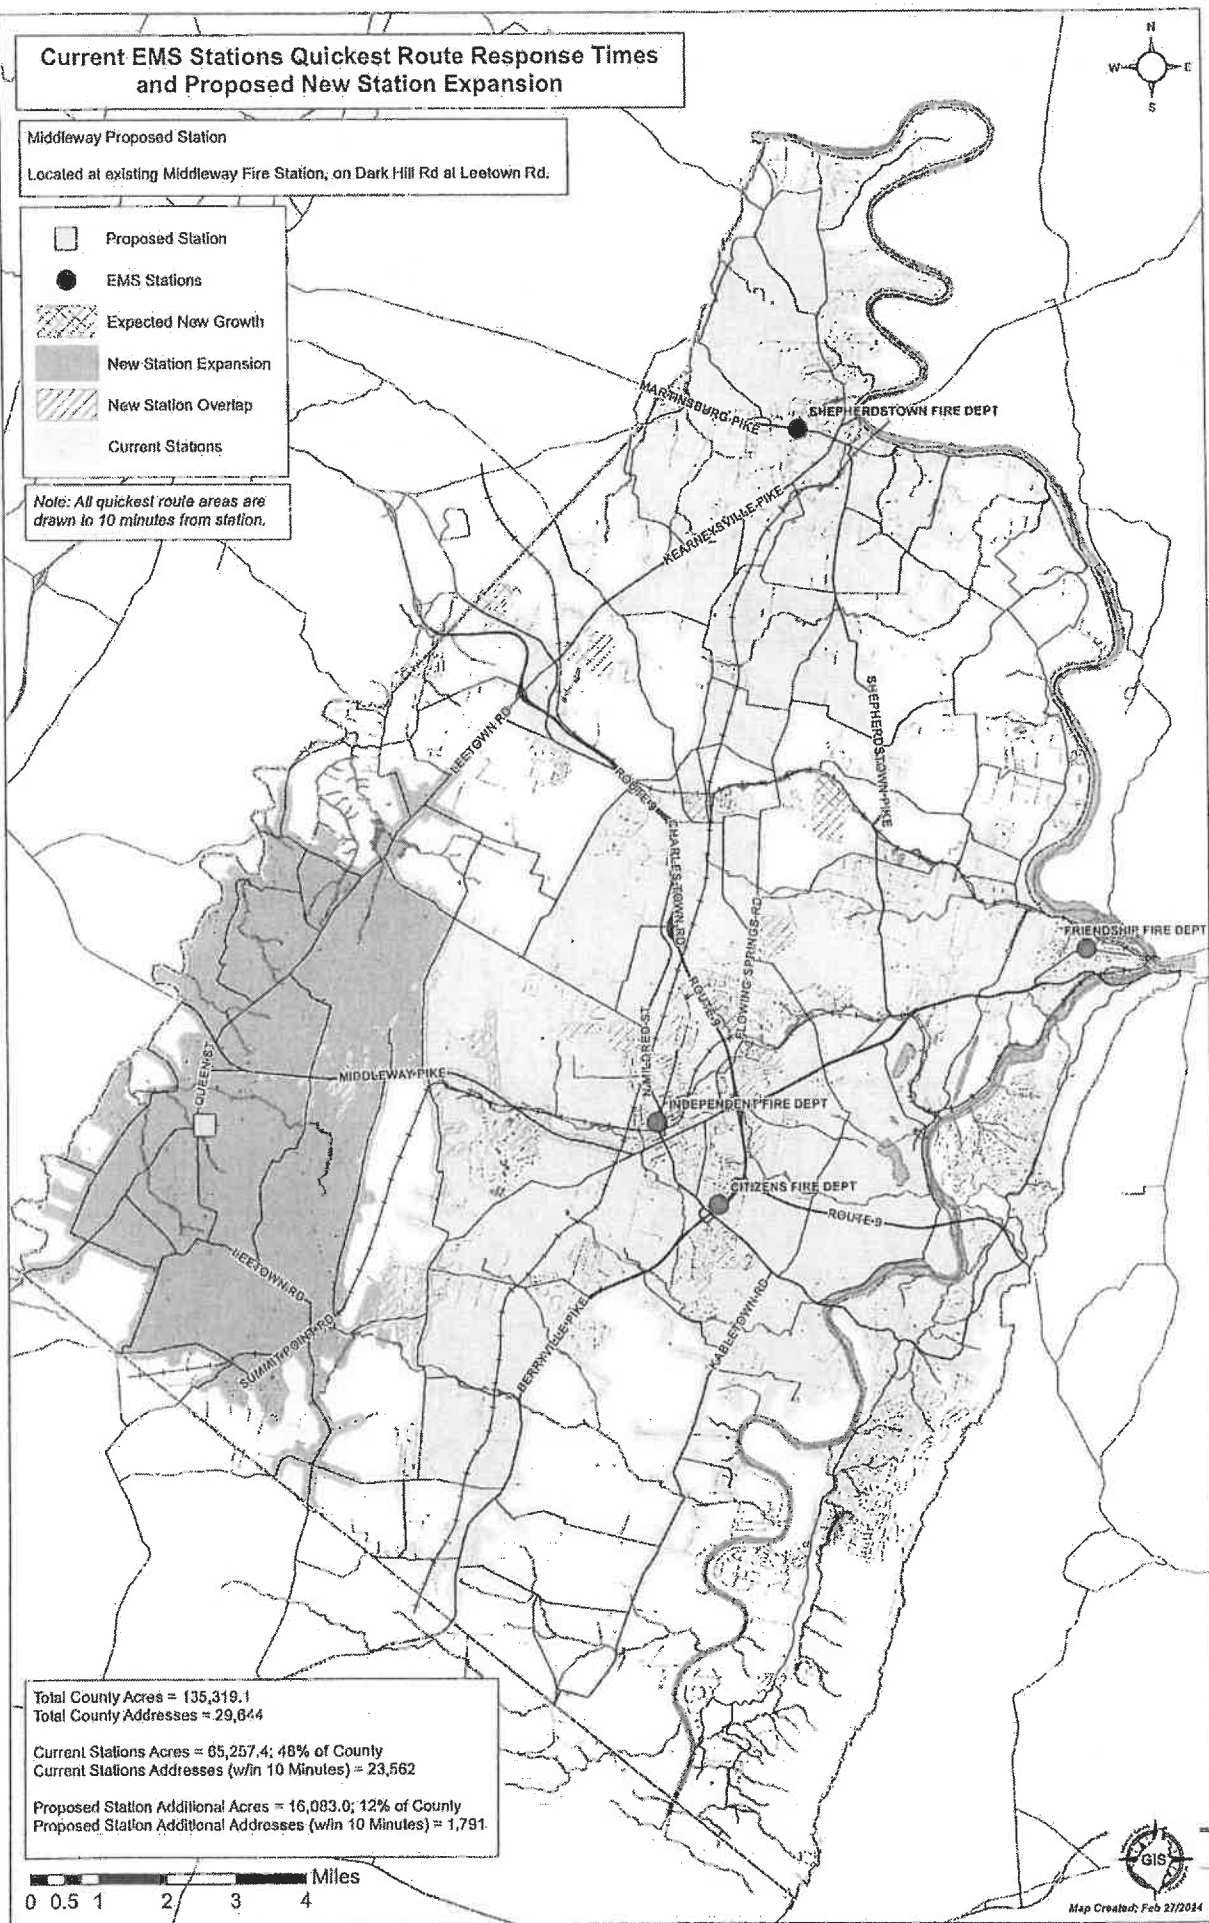 Current EMS Stations Quickest Route Response Times
and Proposed New Station Expansion
N
W
E
S
Middleway Proposed Station
Located at existing Middleway Fire Station, on Dark Hill Rd at Leetown Rd.
Proposed Station
EMS Stations
Expected New Growth
New Station Expansion
New Station Overlap
Current Stations
Note: All quickest route areas are
drawn to 10 minutes from station.
MARTINSBURG PIKE
SHEPHERDSTOWN FIRE DEPT
KEARNEYSVILLE PIKE
SHEPHERDSTOWN PIKE
LEETOWN RD
ROUTE 9
CHARLES TOWN RD
FLOWING SPRINGS RD
FRIENDSHIP FIRE DEPT
ROUTE 9
N MILDRED ST
QUEEN ST
MIDDLEWAY PIKE
INDEPENDENT FIRE DEPT
CITIZENS FIRE DEPT
ROUTE 9
LEETOWN RD
SUMMIT POINT RD
BERRYVILLE PIKE
KABLETOWN RD
Total County Acres = 135,319.1
Total County Addresses = 29,644
Current Stations Acres = 65,257.4; 48% of County
Current Stations Addresses (w/in 10 Minutes) = 23,562
Proposed Station Additional Acres = 16,083.0; 12% of County
Proposed Station Additional Addresses (w/in 10 Minutes) = 1,791
Miles
0 0.5 1 2 3 4
GIS
Map Created: Feb 27/2014